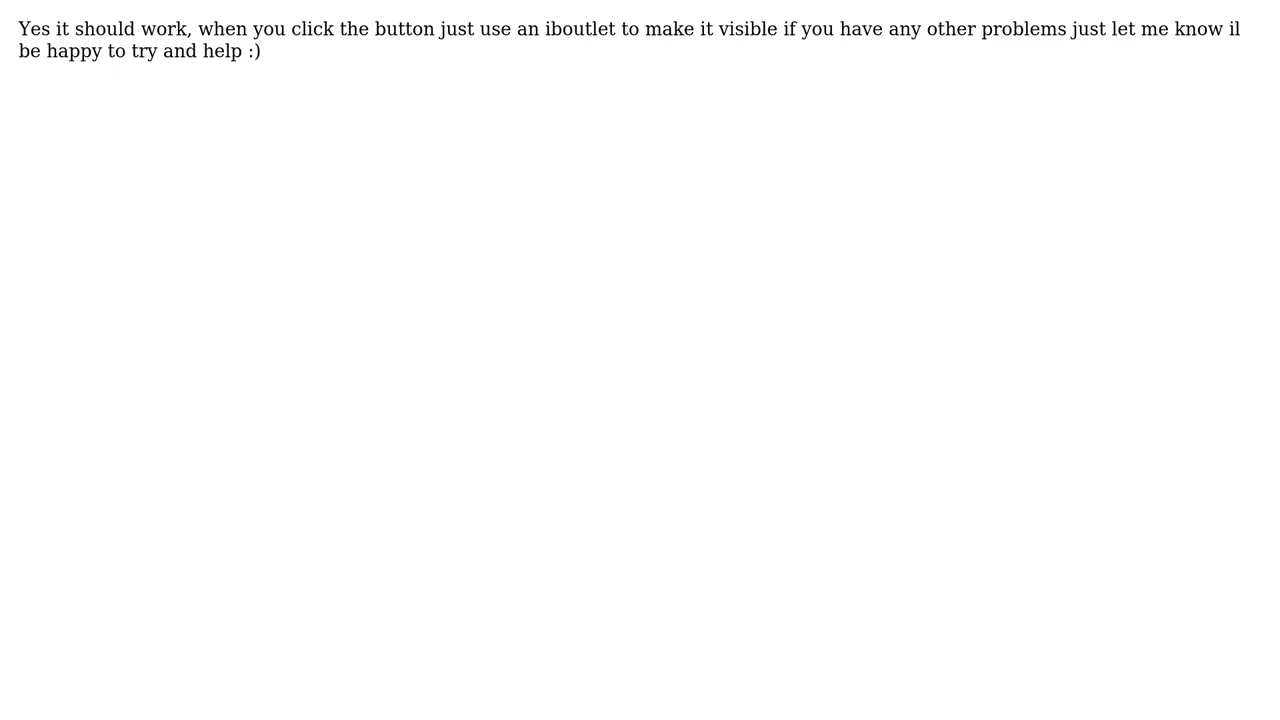 Yes it should work, when you click the button just use an iboutlet to make it visible if you have any other problems just let me know il
be happy to try and help :)